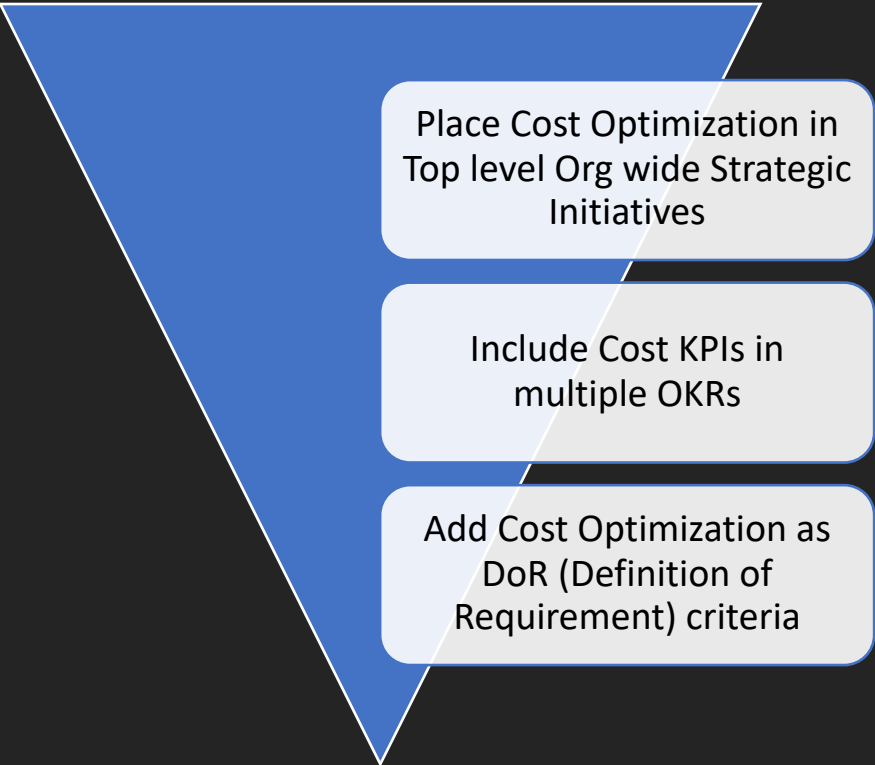 Place Cost Optimization in
Top level Org wide Strategic
Initiatives
Include Cost KPIs in
multiple OKRs
Add Cost Optimization as
DoR (Definition of
Requirement) criteria